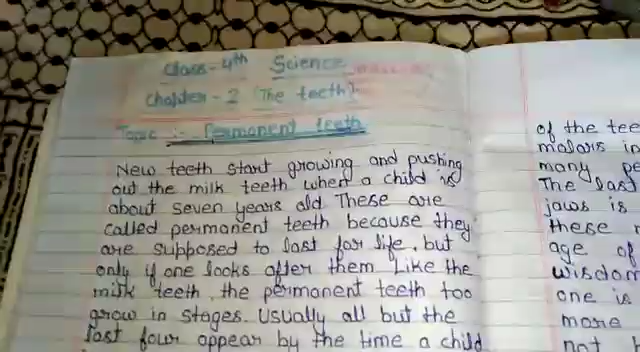 Class-4th Science
Chapter - 2 (The teeth)
Topic :- Permanent teeth
New teeth start growing and pushing
out the milk teeth when a child is
about seven years old These are
called permanent teeth because they
are supposed to last for life, but
only if one looks after them Like the
milk teeth, the permanent teeth too
grow in stages. Usually all but the
last four appear by the time a child
of the tee
molars in
many pe
The last
jaws is
these
age of
wisdom
one is
more
not